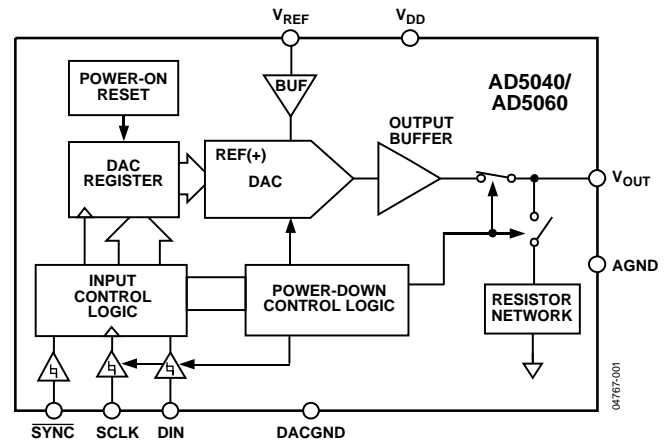 VREF
VDD
POWER-ON
RESET
BUF
AD5040/
AD5060
OUTPUT
BUFFER
REF(+)
DAC
DAC
REGISTER
VOUT
INPUT
CONTROL
LOGIC
POWER-DOWN
CONTROL LOGIC
AGND
RESISTOR
NETWORK
SYNC
SCLK
DIN
DACGND
04767-001